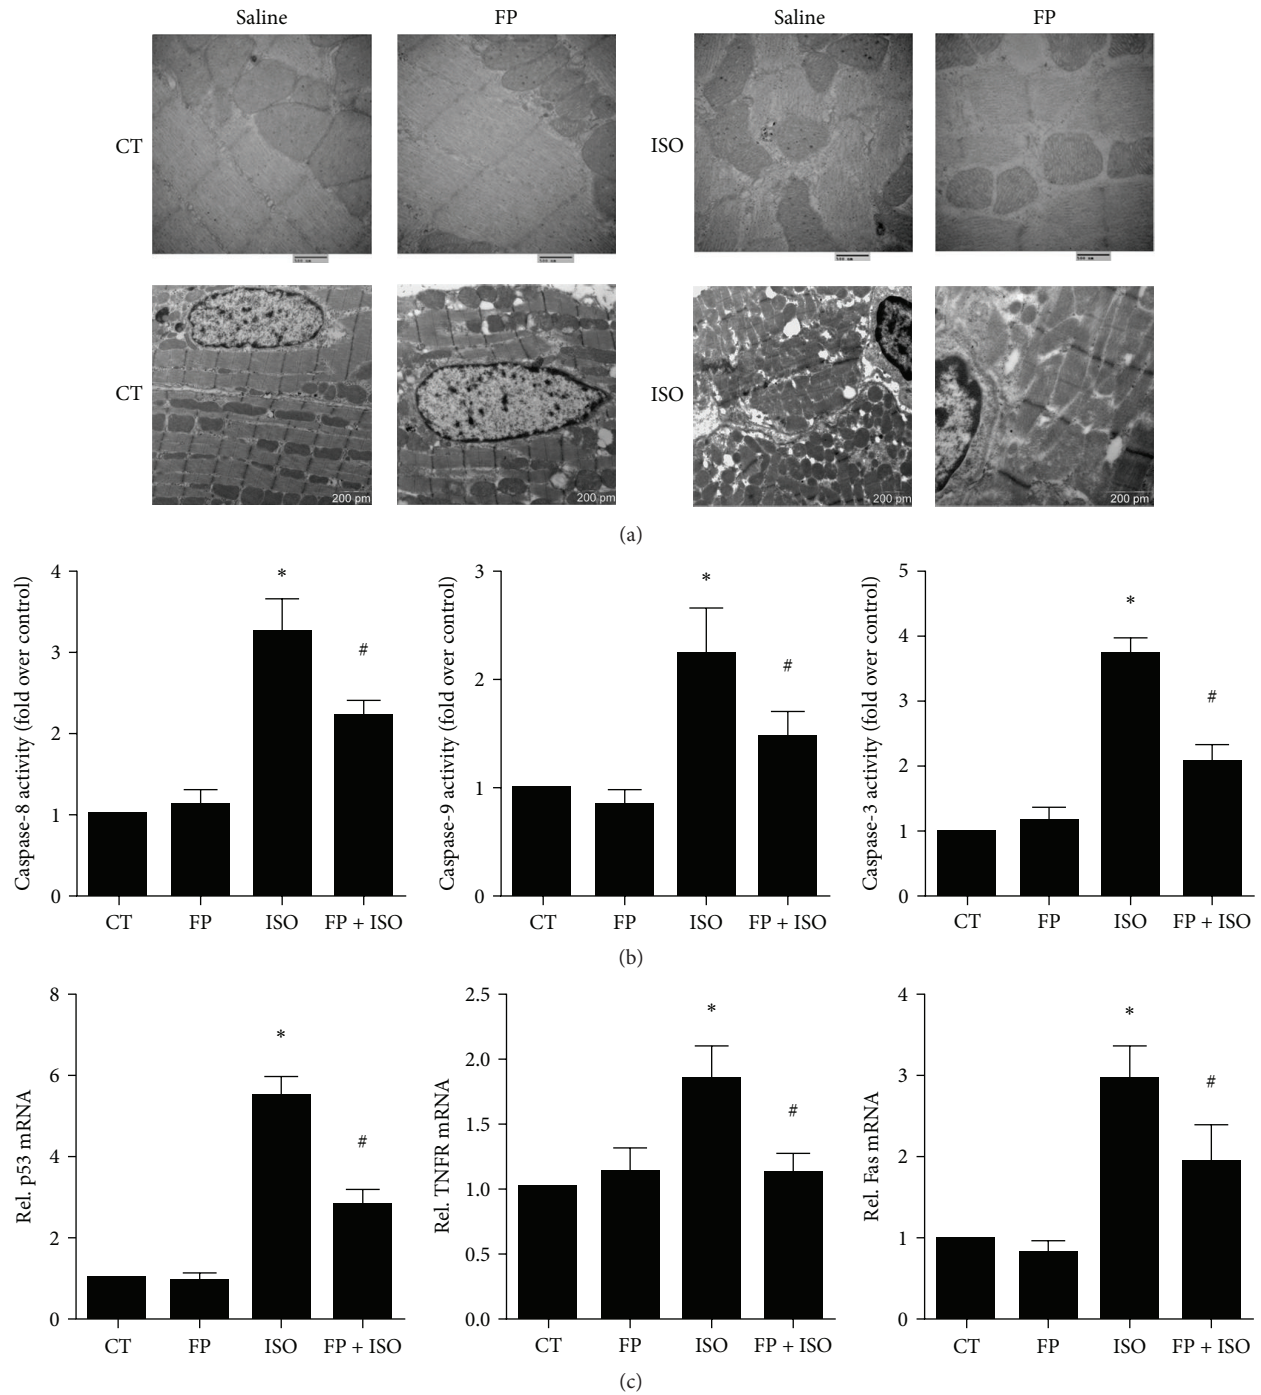 Saline FP Saline FP
CT ISO
CT ISO
200 pm 200 pm 200 pm 200 pm
(a)
Caspase-8 activity (fold over control)
4
3
2
1
0
*
#
CT FP ISO FP + ISO
Caspase-9 activity (fold over control)
3
2
1
0
*
#
CT FP ISO FP + ISO
Caspase-3 activity (fold over control)
5
4
3
2
1
0
*
#
CT FP ISO FP + ISO
(b)
Rel. p53 mRNA
8
6
4
2
0
*
#
CT FP ISO FP + ISO
Rel. TNFR mRNA
2.5
2.0
1.5
1.0
0.5
0.0
*
#
CT FP ISO FP + ISO
Rel. Fas mRNA
4
3
2
1
0
*
#
CT FP ISO FP + ISO
(c)